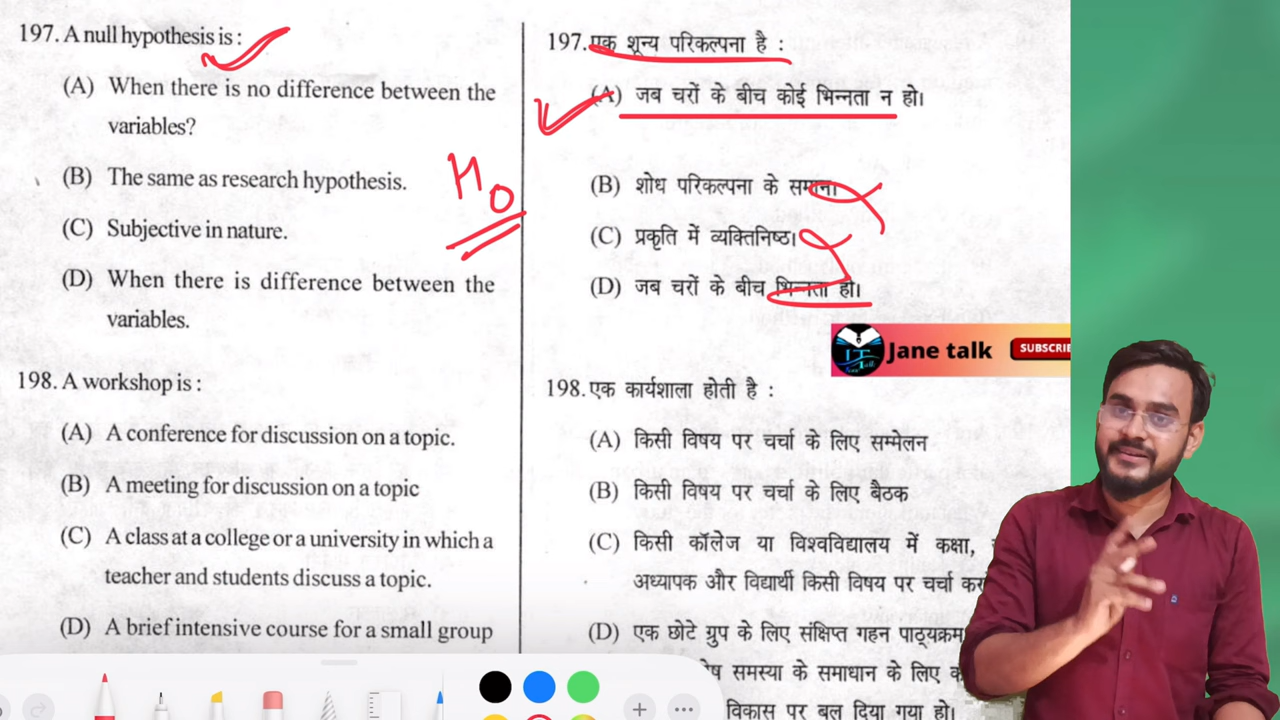 197. A null hypothesis is :
(A) When there is no difference between the
variables?
(B) The same as research hypothesis.
(C) Subjective in nature.
(D) When there is difference between the
variables.
198. A workshop is :
(A) A conference for discussion on a topic.
(B) A meeting for discussion on a topic
(C) A class at a college or a university in which a
teacher and students discuss a topic.
(D) A brief intensive course for a small group
H0
197. एक शून्य परिकल्पना है :
(A) जब चरों के बीच कोई भिन्नता न हो।
(B) शोध परिकल्पना के समान।
(C) प्रकृति में व्यक्तिनिष्ठ।
(D) जब चरों के बीच भिन्नता हो।
Jane talk
198. एक कार्यशाला होती है :
(A) किसी विषय पर चर्चा के लिए सम्मेलन
(B) किसी विषय पर चर्चा के लिए बैठक
(C) किसी कॉलेज या विश्वविद्यालय में कक्षा,
अध्यापक और विद्यार्थी किसी विषय पर चर्चा
(D) एक छोटे ग्रुप के लिए संक्षिप्त गहन पाठ्यक्रम
समस्या के समाधान के लिए
विकास पर बल दिया गया हो।